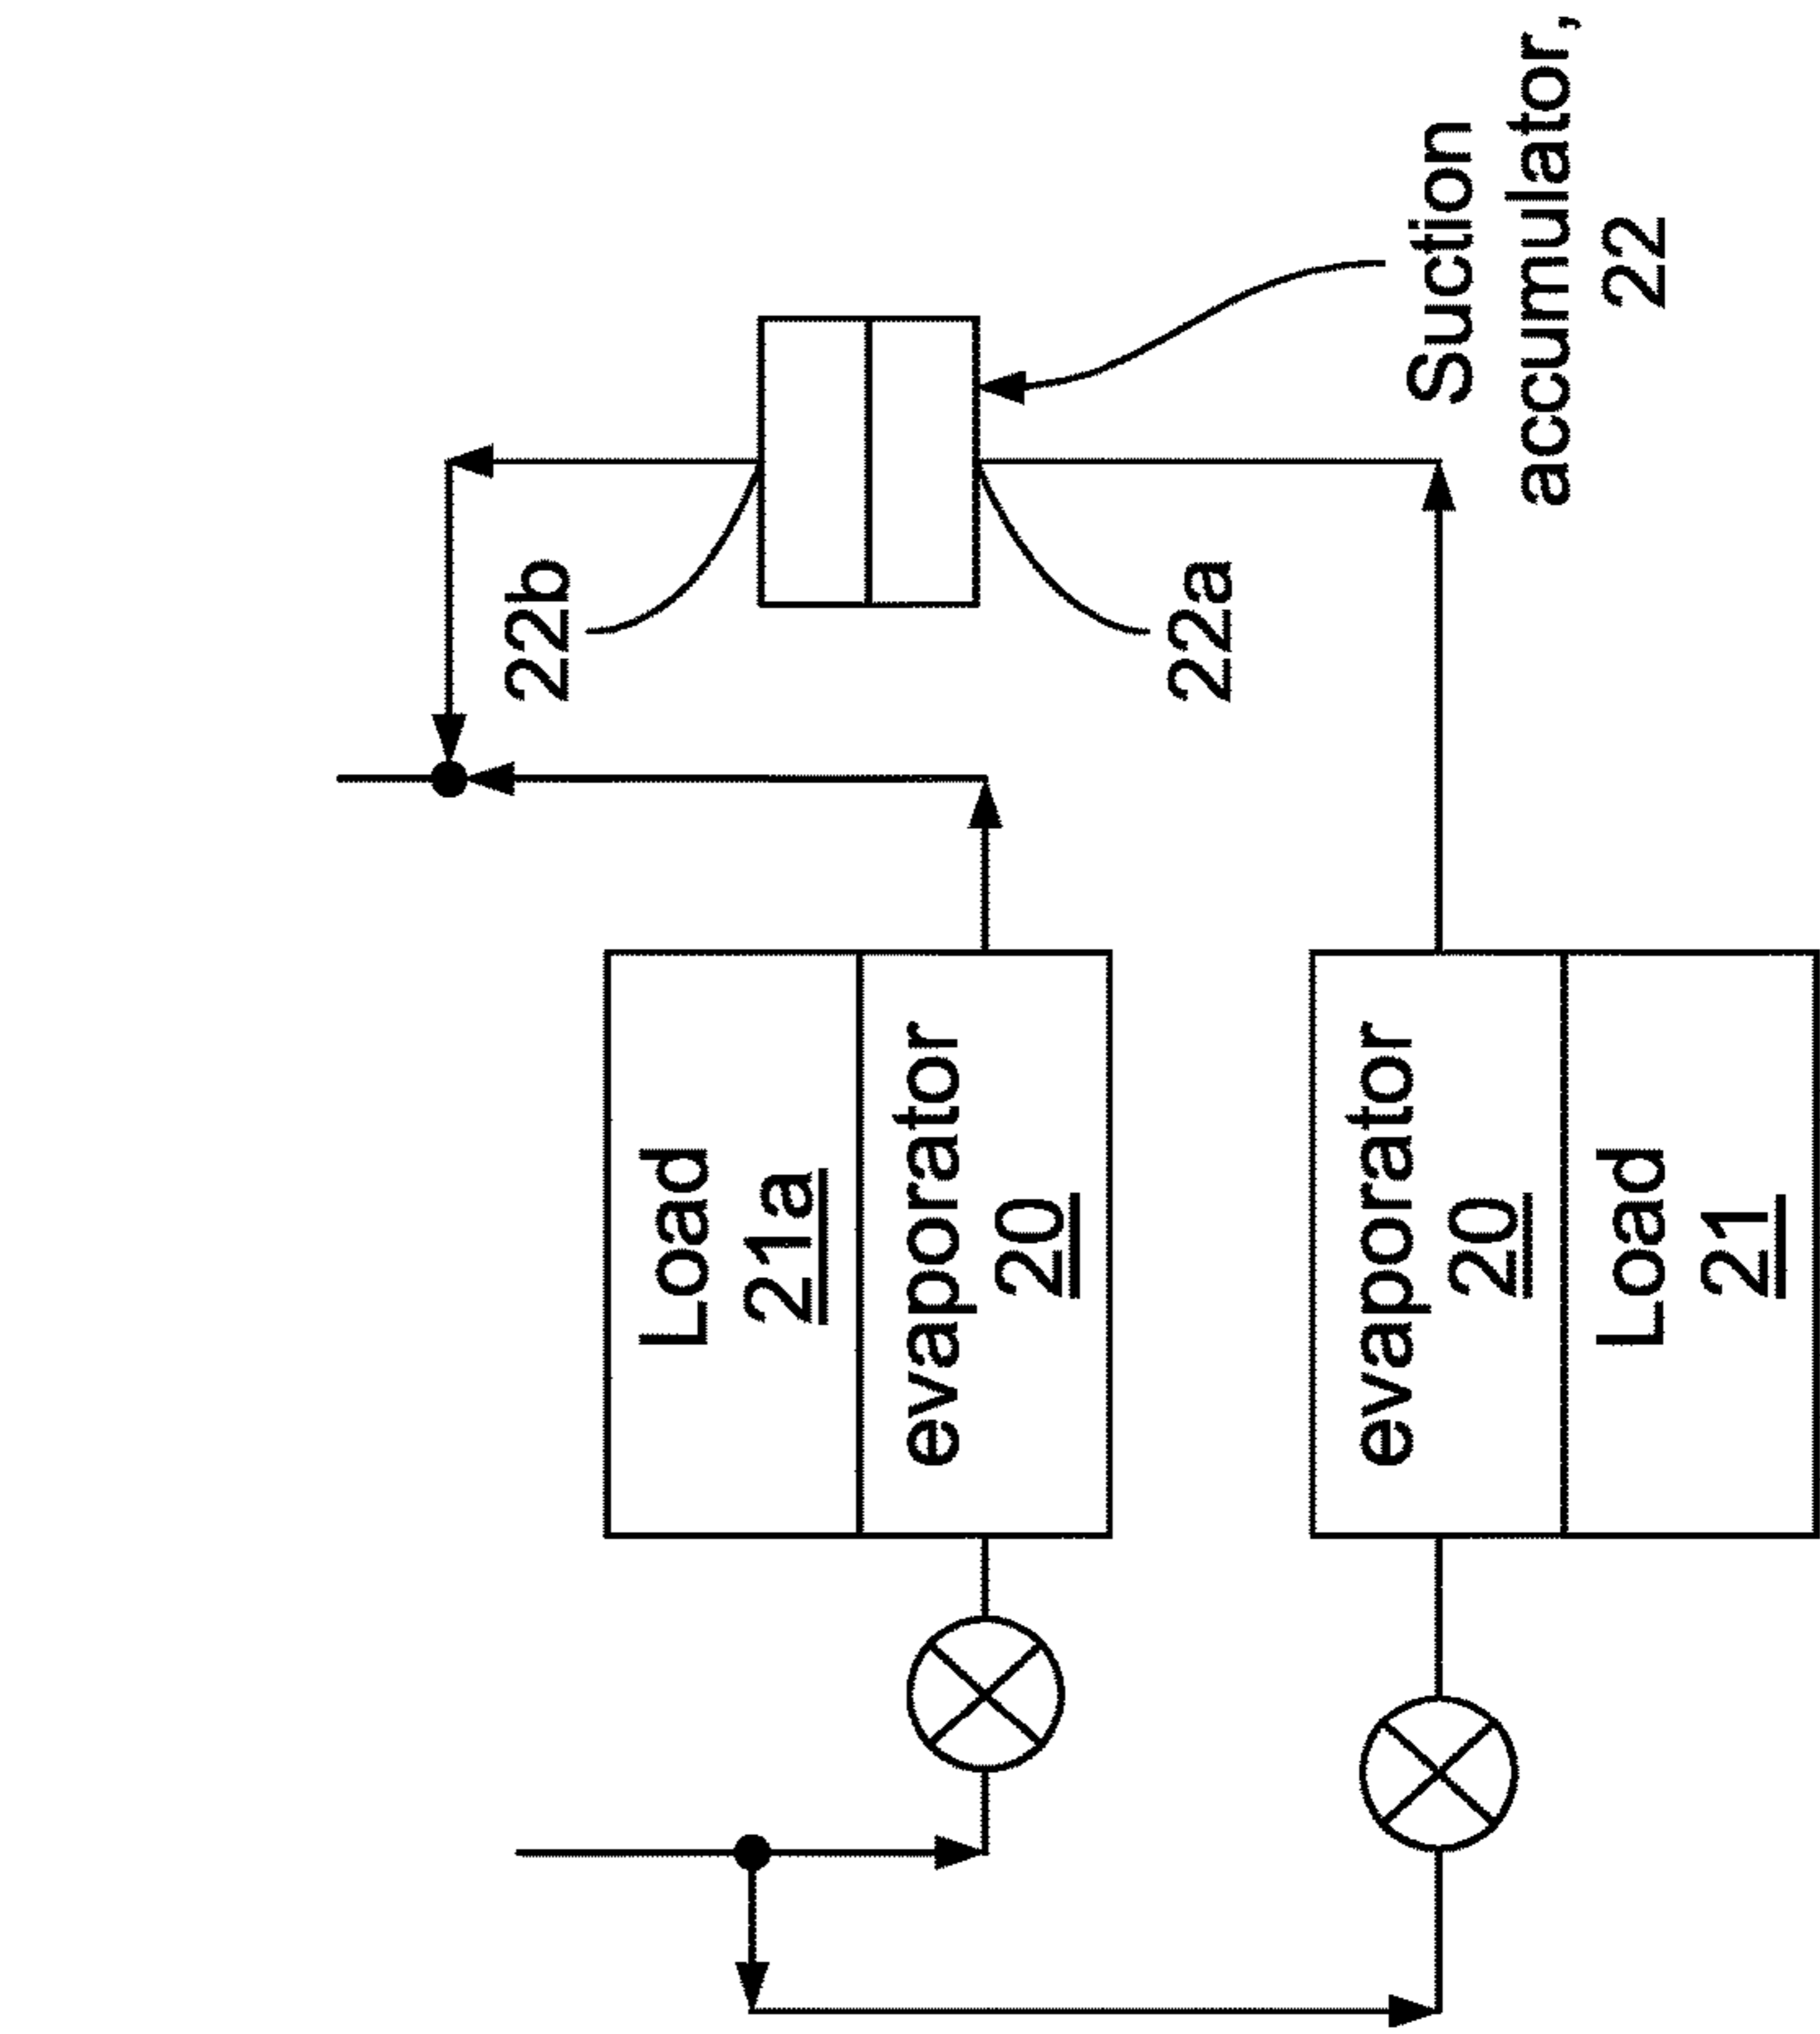 22b
22a
Suction
accumulator,
22
Load
21a
evaporator
20
evaporator
20
Load
21